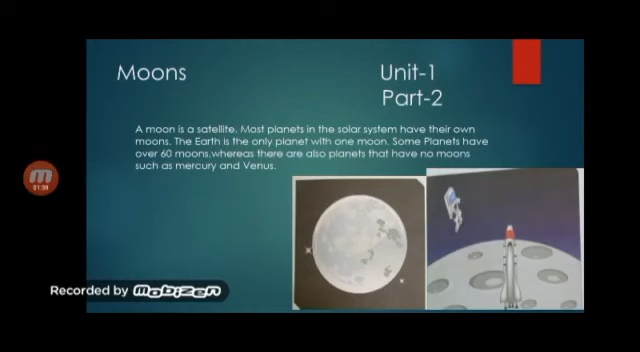 Moons
Unit-1
Part-2
A moon is a satellite. Most planets in the solar system have their own
moons. The Earth is the only planet with one moon. Some Planets have
over 60 moons,whereas there are also planets that have no moons
such as mercury and Venus.
01:39
Recorded by mobizen